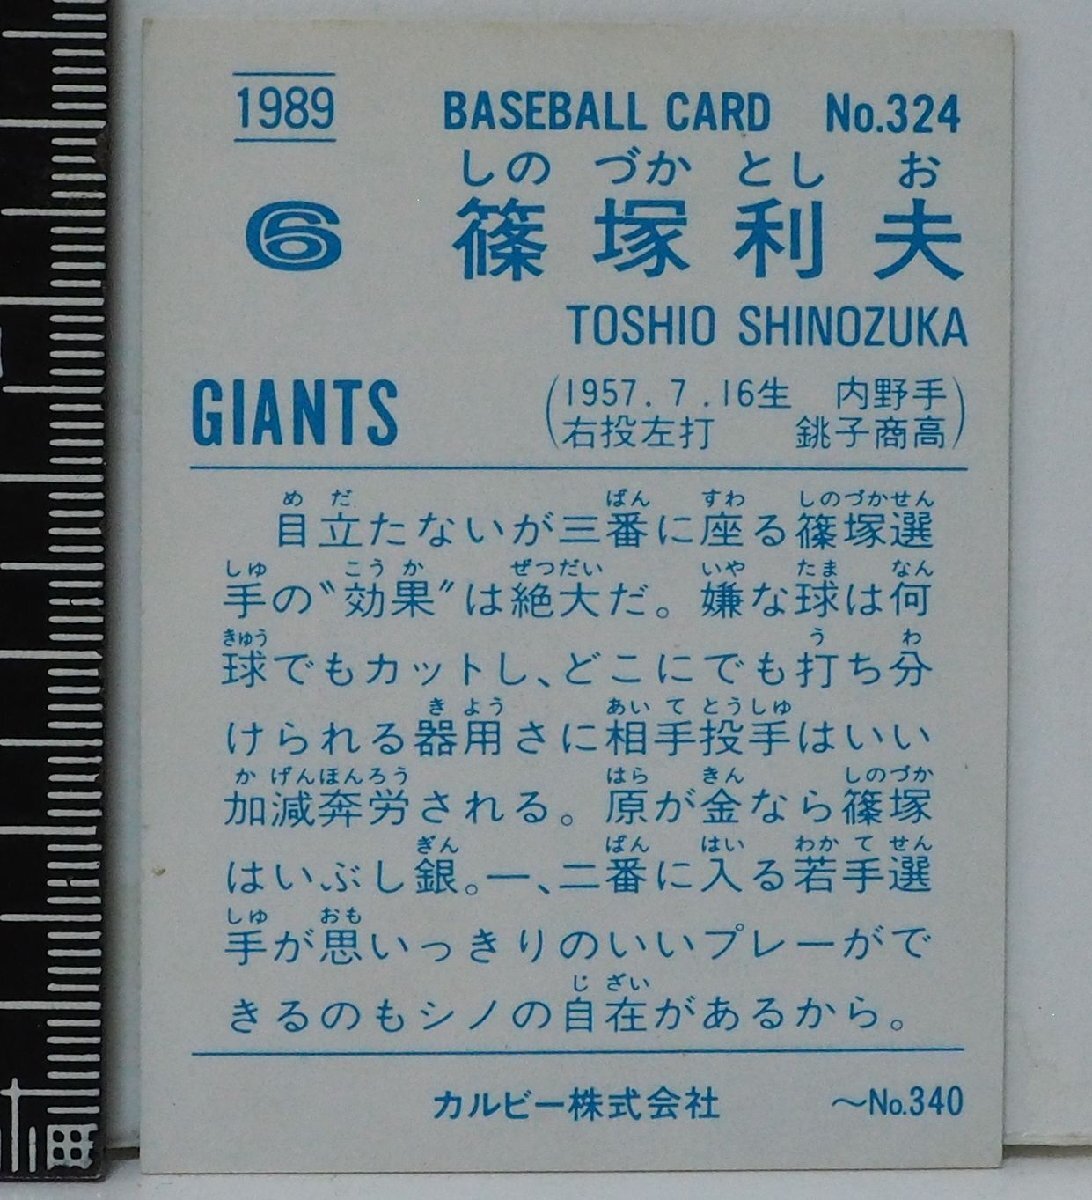 1989
BASEBALL CARD No.324
しの づか とし お
6 篠塚利夫
TOSHIO SHINOZUKA
GIANTS
(1957.7.16生 内野手
右投左打 銚子商高)
め だ ばん すわ しのづかせん
目立たないが三番に座る篠塚選
しゅ こうか ぜつだい いや たま なん
手の“効果”は絶大だ。嫌な球は何
きゅう う わ
球でもカットし、どこにでも打ち分
き よう あいてとうしゅ
けられる器用さに相手投手はいい
か げんほんろう はら きん しのづか
加減奔労される。原が金なら篠塚
ぎん ばん はい わかてせん
はいぶし銀。一、二番に入る若手選
しゅ おも
手が思いっきりのいいプレーがで
じざい
きるのもシノの自在があるから。
カルビー株式会社 〜No.340